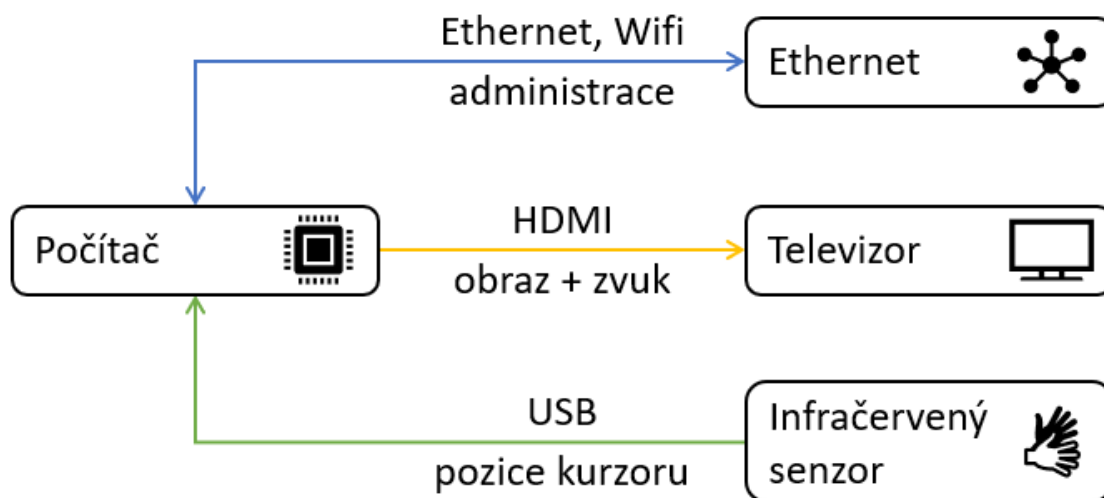 Ethernet, Wifi
administrace
Ethernet
Počítač
HDMI
obraz + zvuk
Televizor
USB
pozice kurzoru
Infračervený
senzor